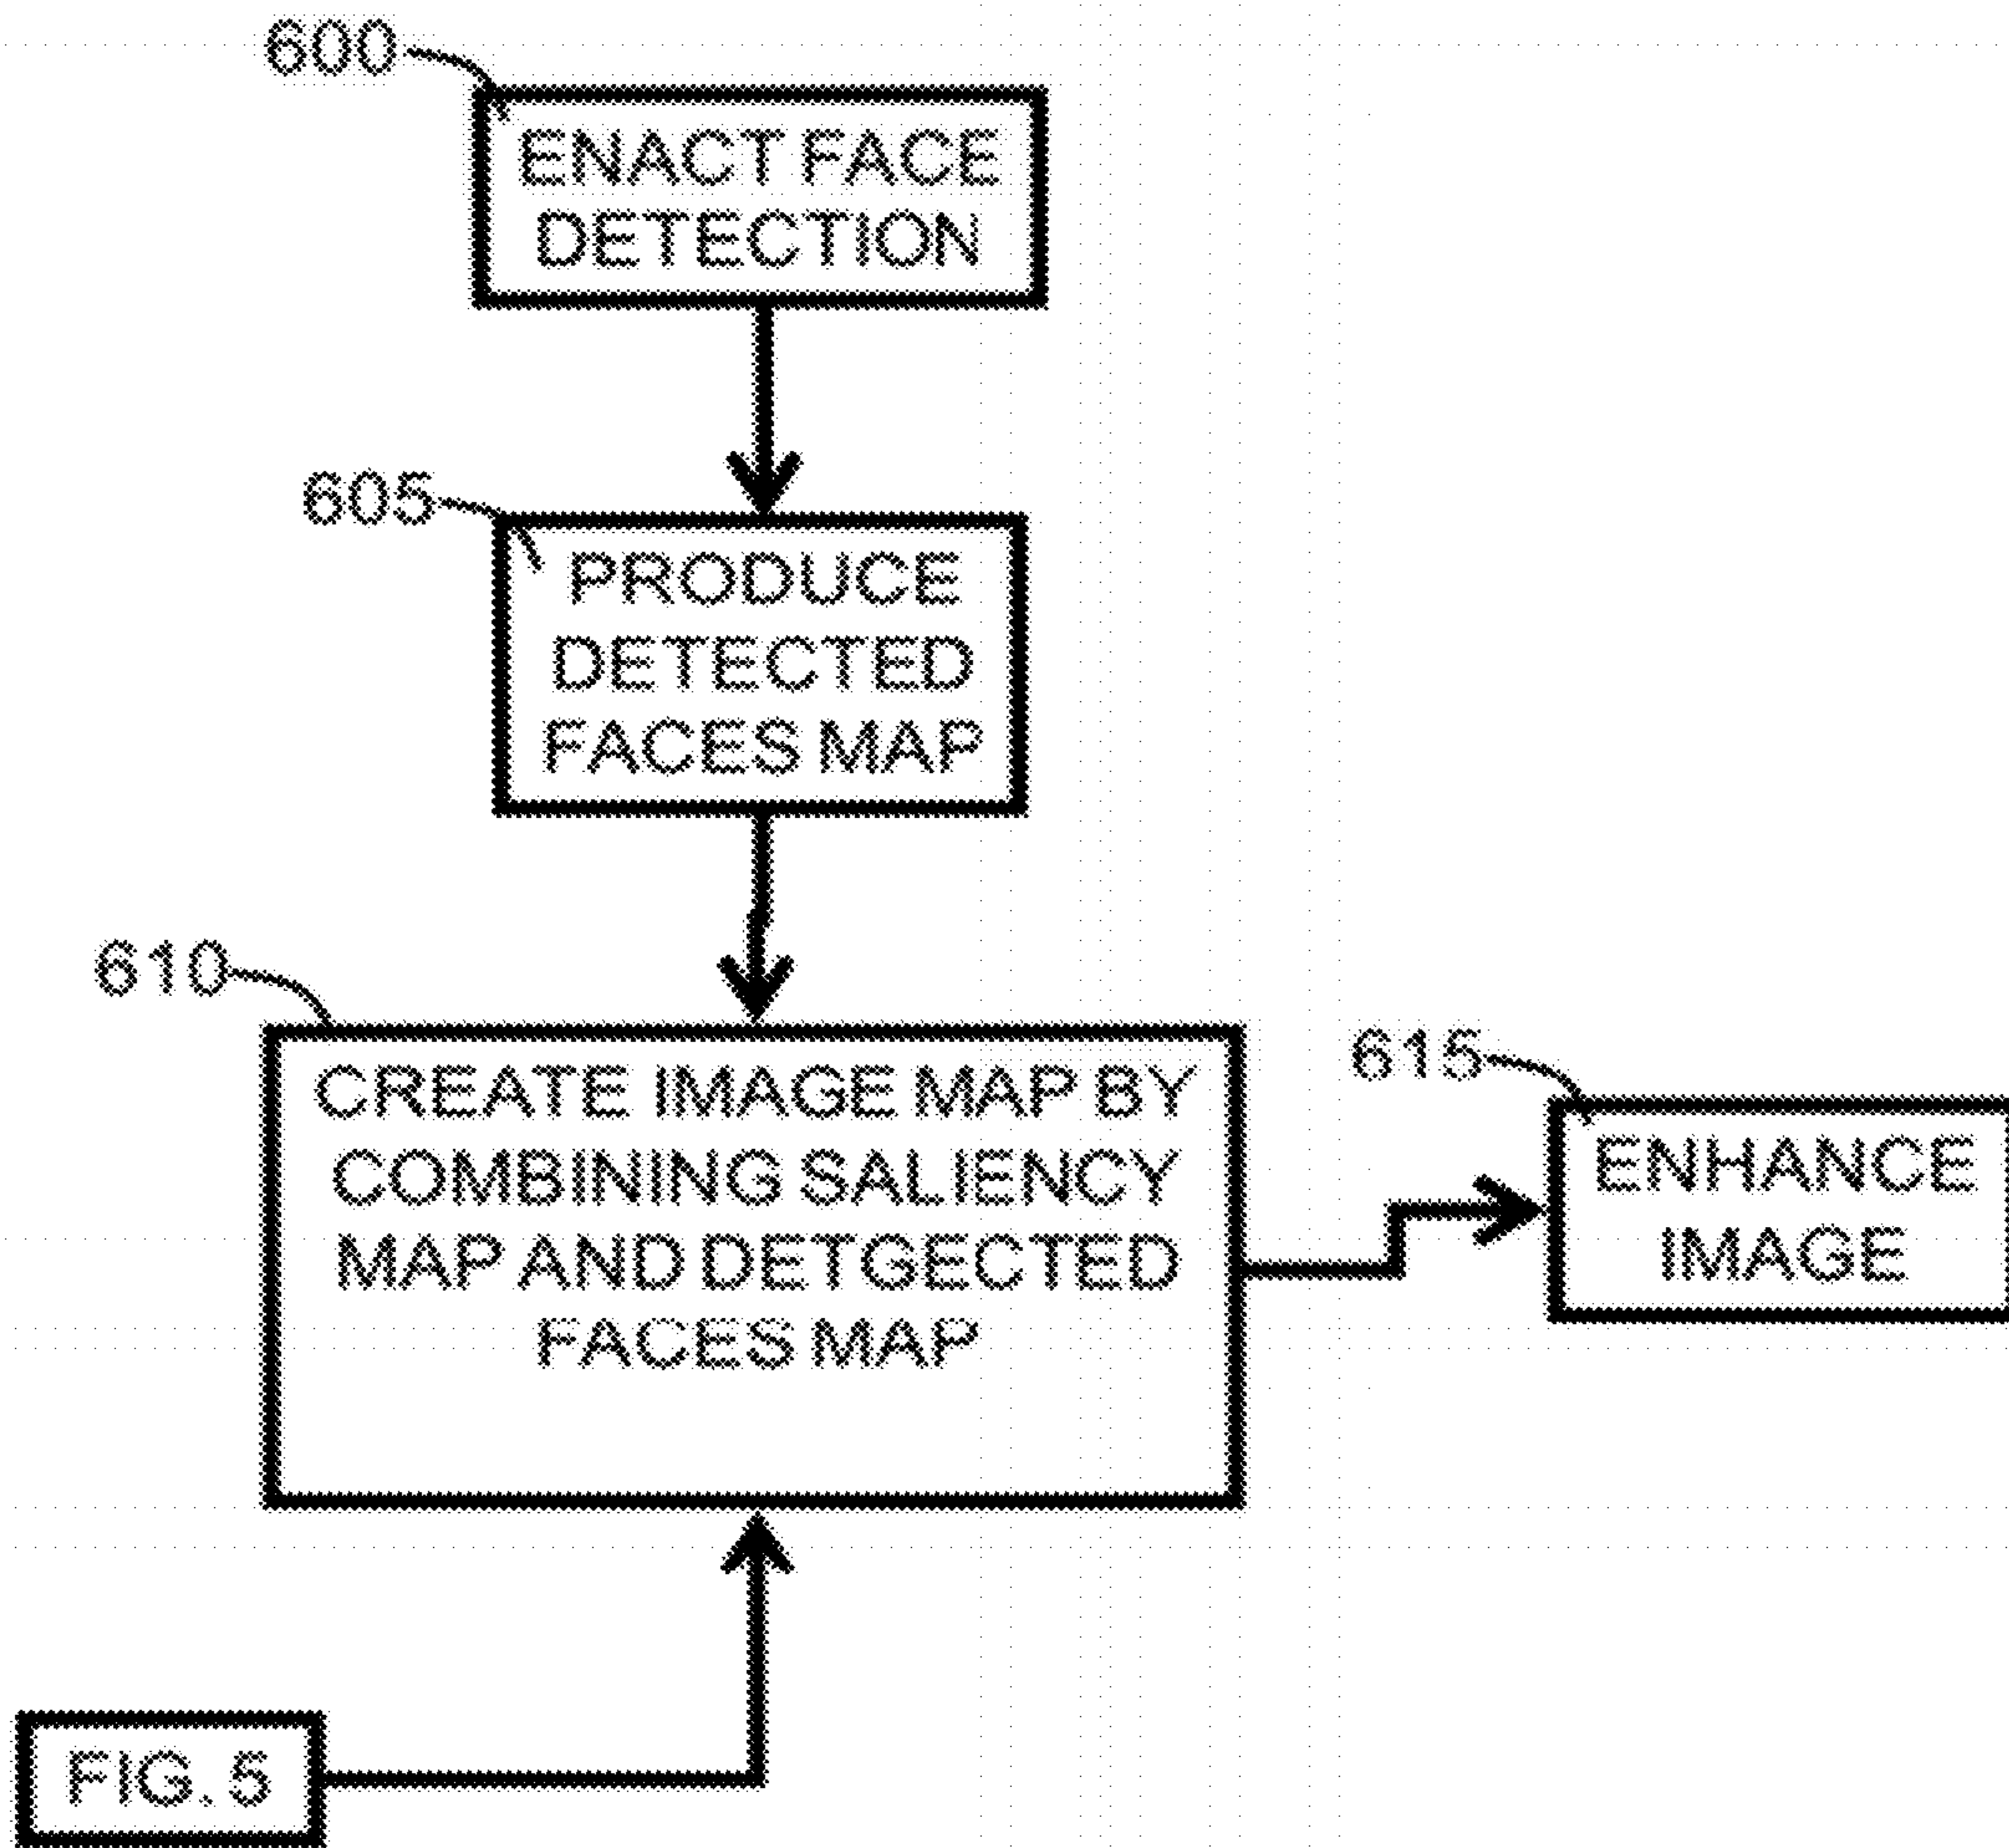 600
ENACT FACE
DETECTION
605
PRODUCE
DETECTED
FACES MAP
610
CREATE IMAGE MAP BY
COMBINING SALIENCY
MAP AND DETGECTED
FACES MAP
615
ENHANCE
IMAGE
FIG. 5